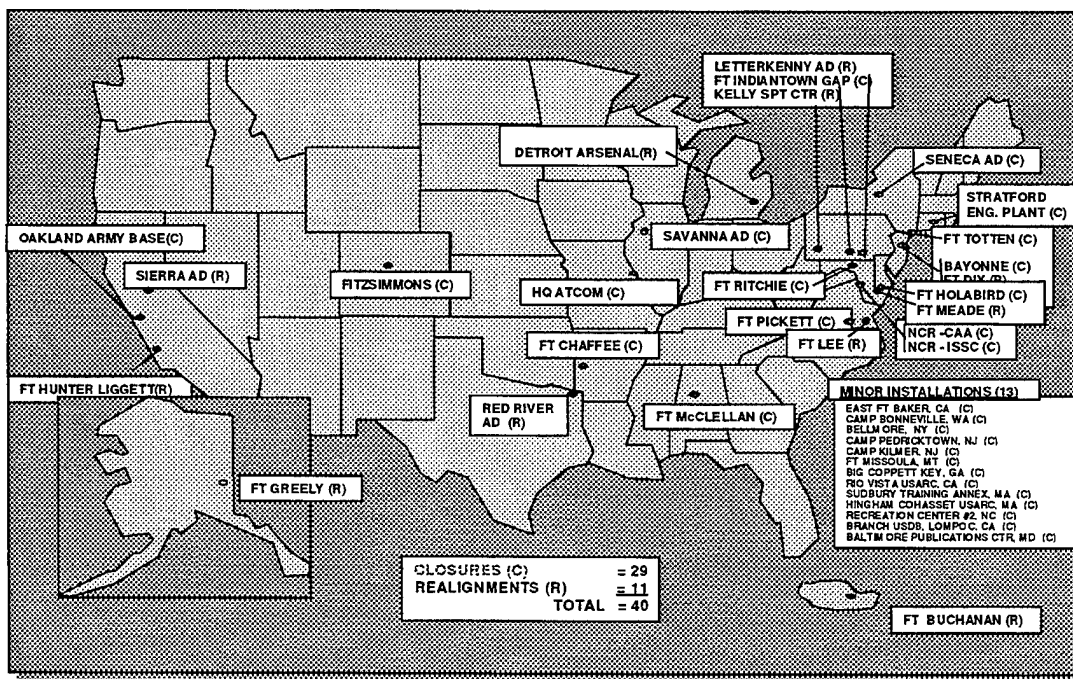 LETTERKENNY AD (R)
FT INDIANTOWN GAP (C)
KELLY SPT CTR (R)
DETROIT ARSENAL(R)
SENECA AD (C)
STRATFORD
ENG. PLANT (C)
OAKLAND ARMY BASE(C)
SAVANNA AD (C)
FT TOTTEN (C)
SIERRA AD (R)
BAYONNE (C)
FT DIX (R)
FITZSIMMONS (C)
HQ ATCOM (C)
FT RITCHIE (C)
FT HOLABIRD (C)
FT MEADE (R)
FT PICKETT (C)
NCR -CAA (C)
NCR - ISSC (C)
FT CHAFFEE (C)
FT LEE (R)
FT HUNTER LIGGETT(R)
RED RIVER
AD (R)
FT McCLELLAN (C)
MINOR INSTALLATIONS (13)
EAST FT BAKER, CA (C)
CAMP BONNEVILLE, WA (C)
BELLMORE, NY (C)
CAMP PEDRICKTOWN, NJ (C)
CAMP KILMER, NJ (C)
FT MISSOULA, MT (C)
BIG COPPETT KEY, GA (C)
RIO VISTA USARC, CA (C)
SUDBURY TRAINING ANNEX, MA (C)
HINGHAM COHASSET USARC, MA (C)
RECREATION CENTER #2, NC (C)
BRANCH USDB, LOMPOC, CA (C)
BALTIMORE PUBLICATIONS CTR, MD (C)
FT GREELY (R)
CLOSURES (C) = 29
REALIGNMENTS (R) = 11
TOTAL = 40
FT BUCHANAN (R)